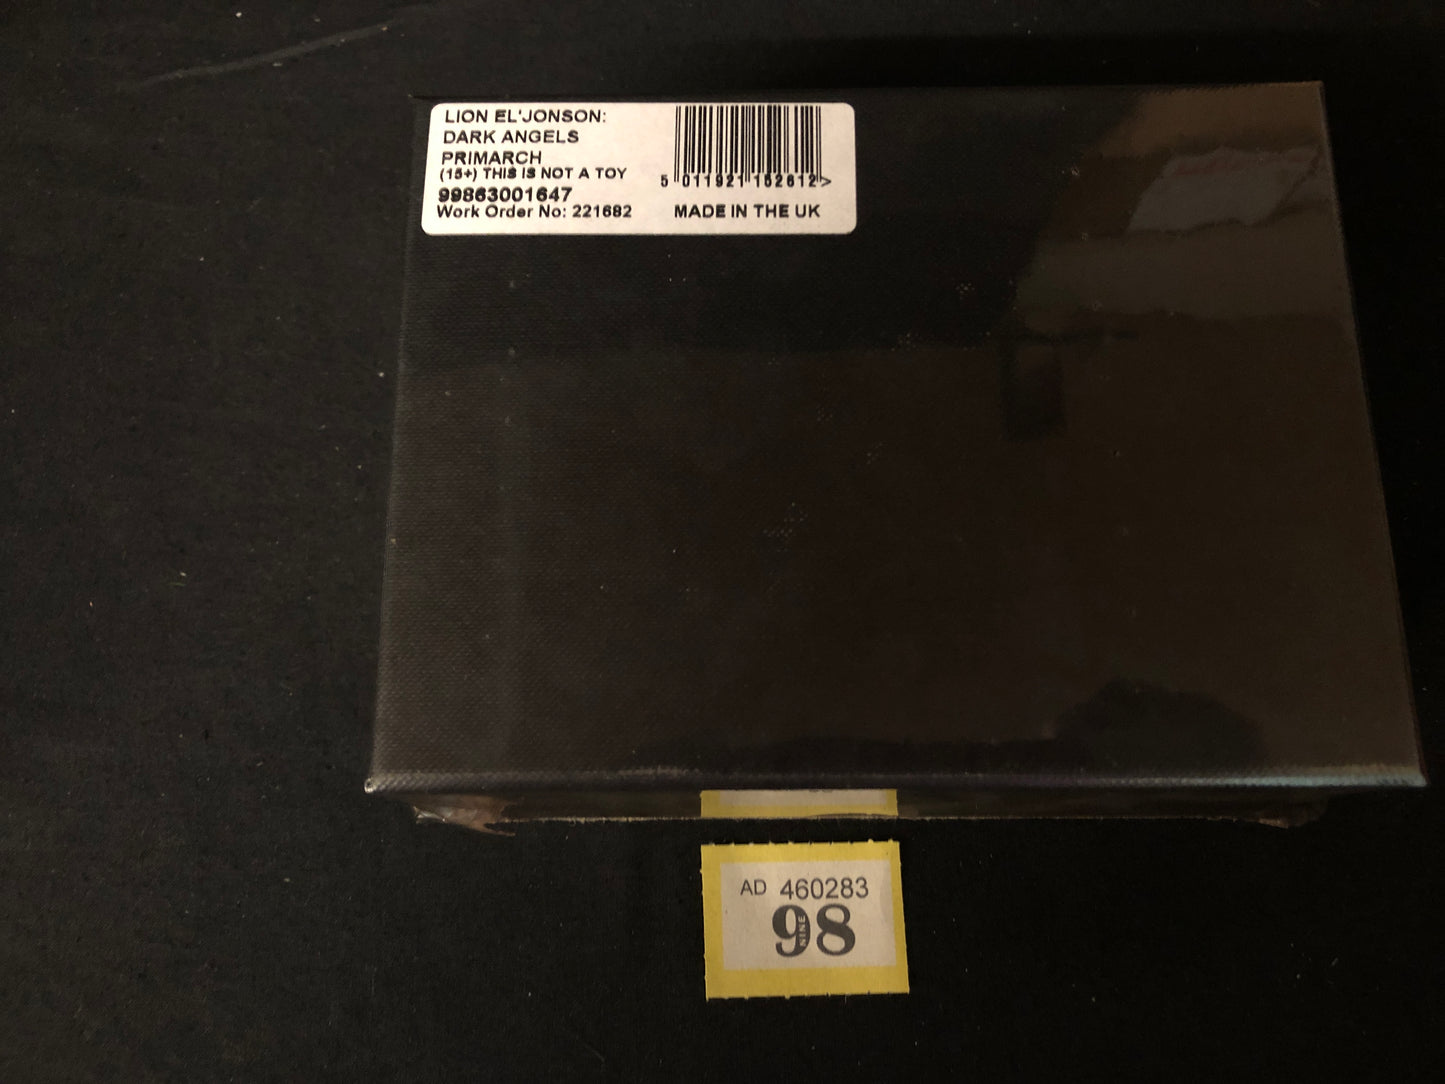 LION EL'JONSON:
DARK ANGELS
PRIMARCH
(15+) THIS IS NOT A TOY
99863001647
Work Order No: 221682
5 011921 152612 >
MADE IN THE UK
AD 460283
98
NINE